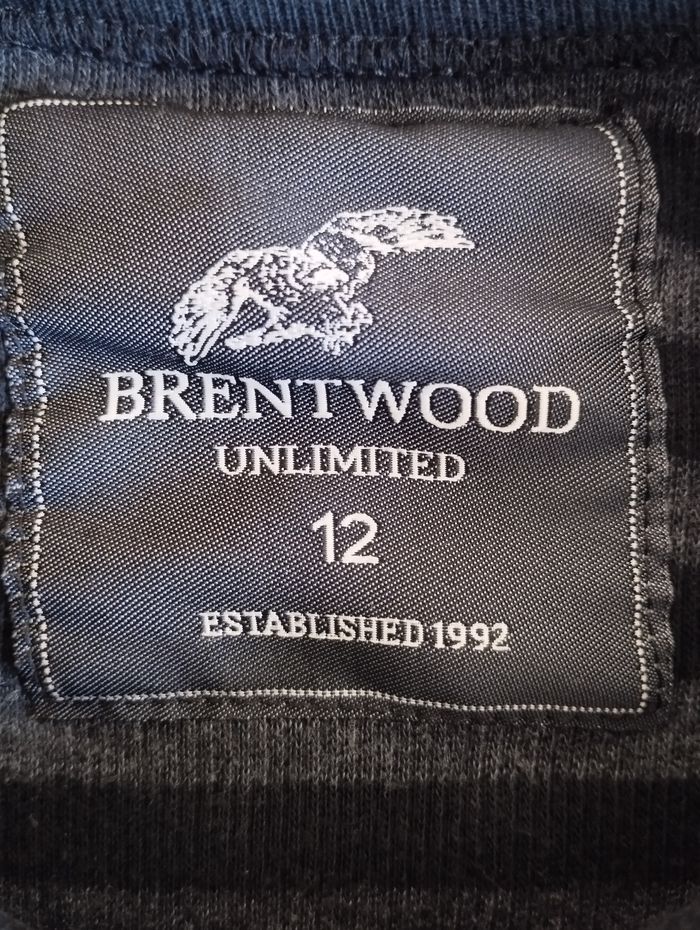 BRENTWOOD
UNLIMITED
12
ESTABLISHED 1992